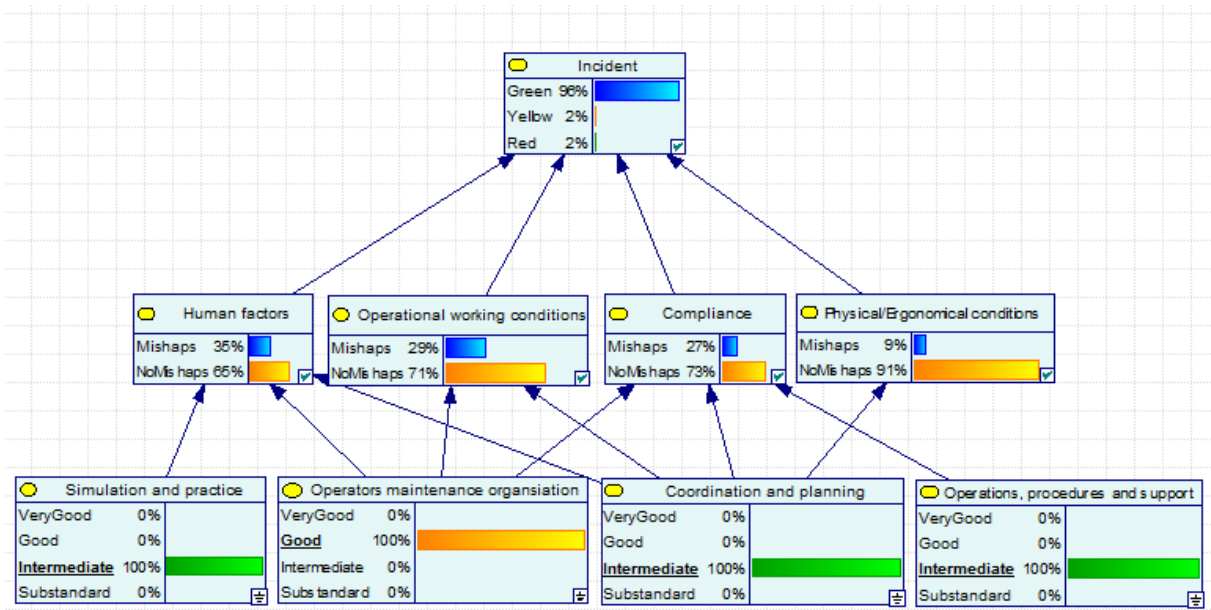 Incident
Green 96%
Yellow 2%
Red 2%
Human factors
Mishaps 35%
NoMishaps 65%
Operational working conditions
Mishaps 29%
NoMishaps 71%
Compliance
Mishaps 27%
NoMishaps 73%
Physical/Ergonomical conditions
Mishaps 9%
NoMishaps 91%
Simulation and practice
VeryGood 0%
Good 0%
Intermediate 100%
Substandard 0%
Operators maintenance organsiation
VeryGood 0%
Good 100%
Intermediate 0%
Substandard 0%
Coordination and planning
VeryGood 0%
Good 0%
Intermediate 100%
Substandard 0%
Operations, procedures and support
VeryGood 0%
Good 0%
Intermediate 100%
Substandard 0%